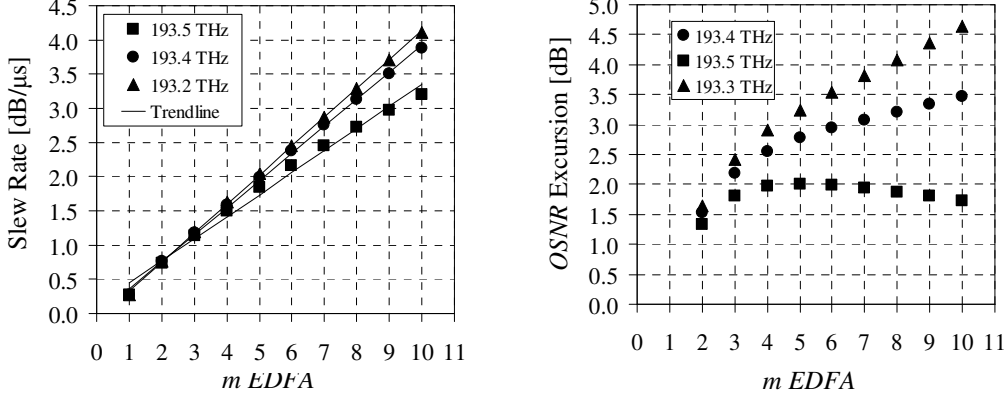 Slew Rate [dB/µs]
4.5
4.0
3.5
3.0
2.5
2.0
1.5
1.0
0.5
0.0
193.5 THz
193.4 THz
193.2 THz
Trendline
0 1 2 3 4 5 6 7 8 9 10 11
m EDFA
OSNR Excursion [dB]
5.0
4.5
4.0
3.5
3.0
2.5
2.0
1.5
1.0
0.5
0.0
193.4 THz
193.5 THz
193.3 THz
0 1 2 3 4 5 6 7 8 9 10 11
m EDFA